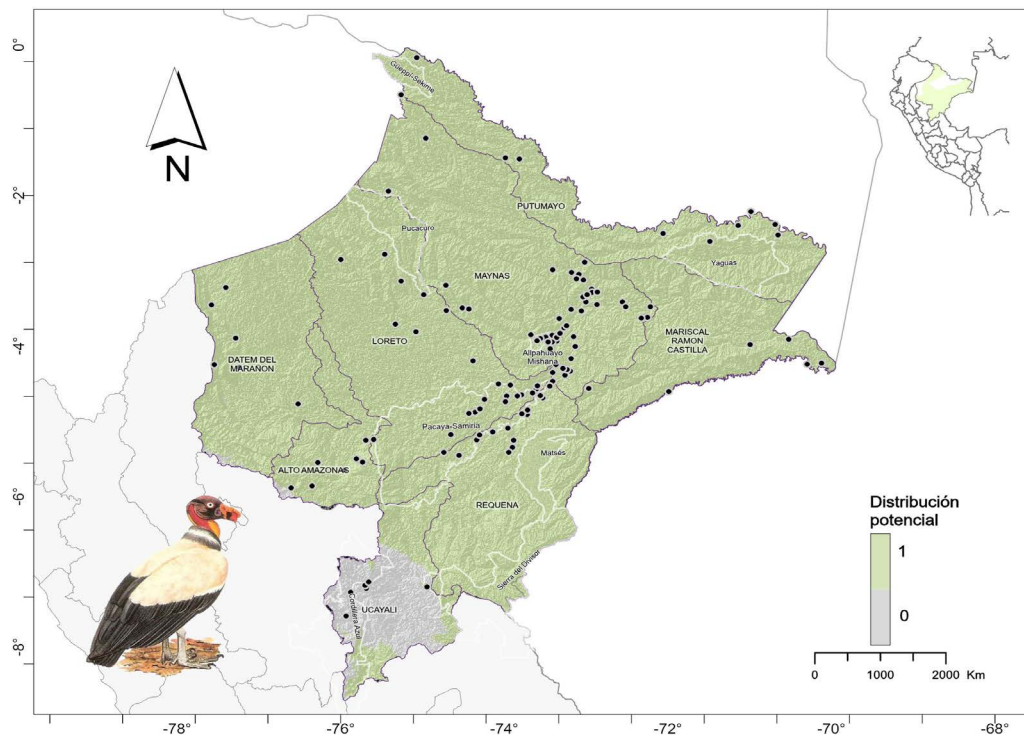 0°
Güeppí-Sekime
N
-2°
PUTUMAYO
Pucacuro
MAYNAS
Yaguas
LORETO
MARISCAL
RAMON
CASTILLA
-4°
Allpahuayo
Mishana
DATEM DEL
MARAÑON
Pacaya-Samiria
Matsés
ALTO AMAZONAS
-6°
REQUENA
Distribución
potencial
1
0
Sierra del Divisor
UCAYALI
Cordillera Azul
-8°
0 1000 2000 Km
-78° -76° -74° -72° -70° -68°